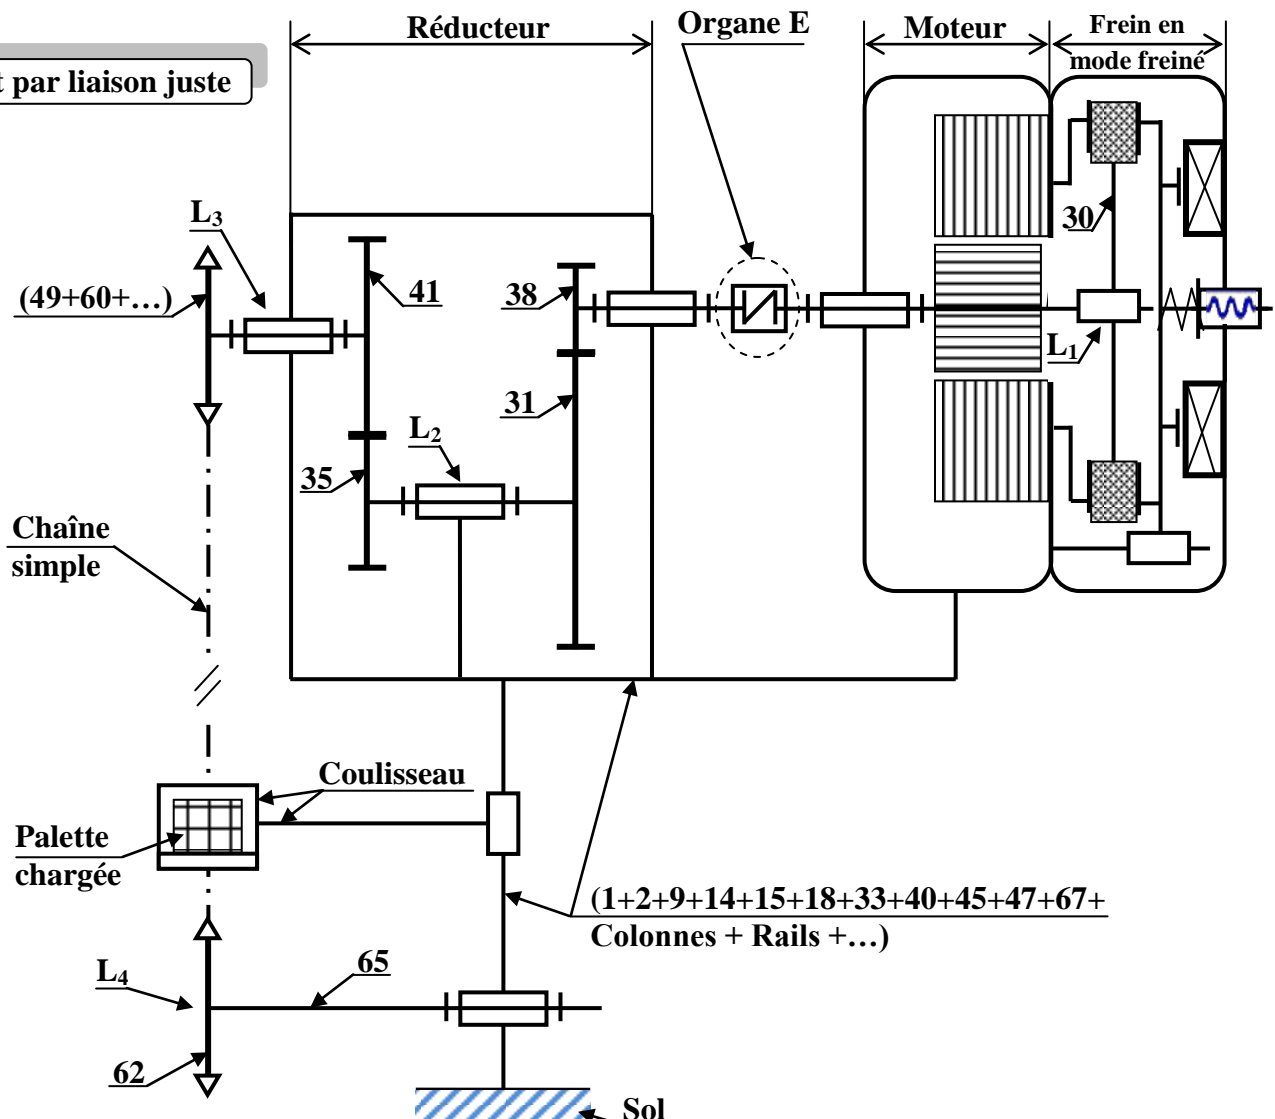 Réducteur
Organe E
Moteur
Frein en
mode freiné
t par liaison juste
L3
30
(49+60+…)
41
38
L1
31
L2
35
Chaîne
simple
Coulisseau
Palette
chargée
(1+2+9+14+15+18+33+40+45+47+67+
Colonnes + Rails +…)
L4
65
62
Sol